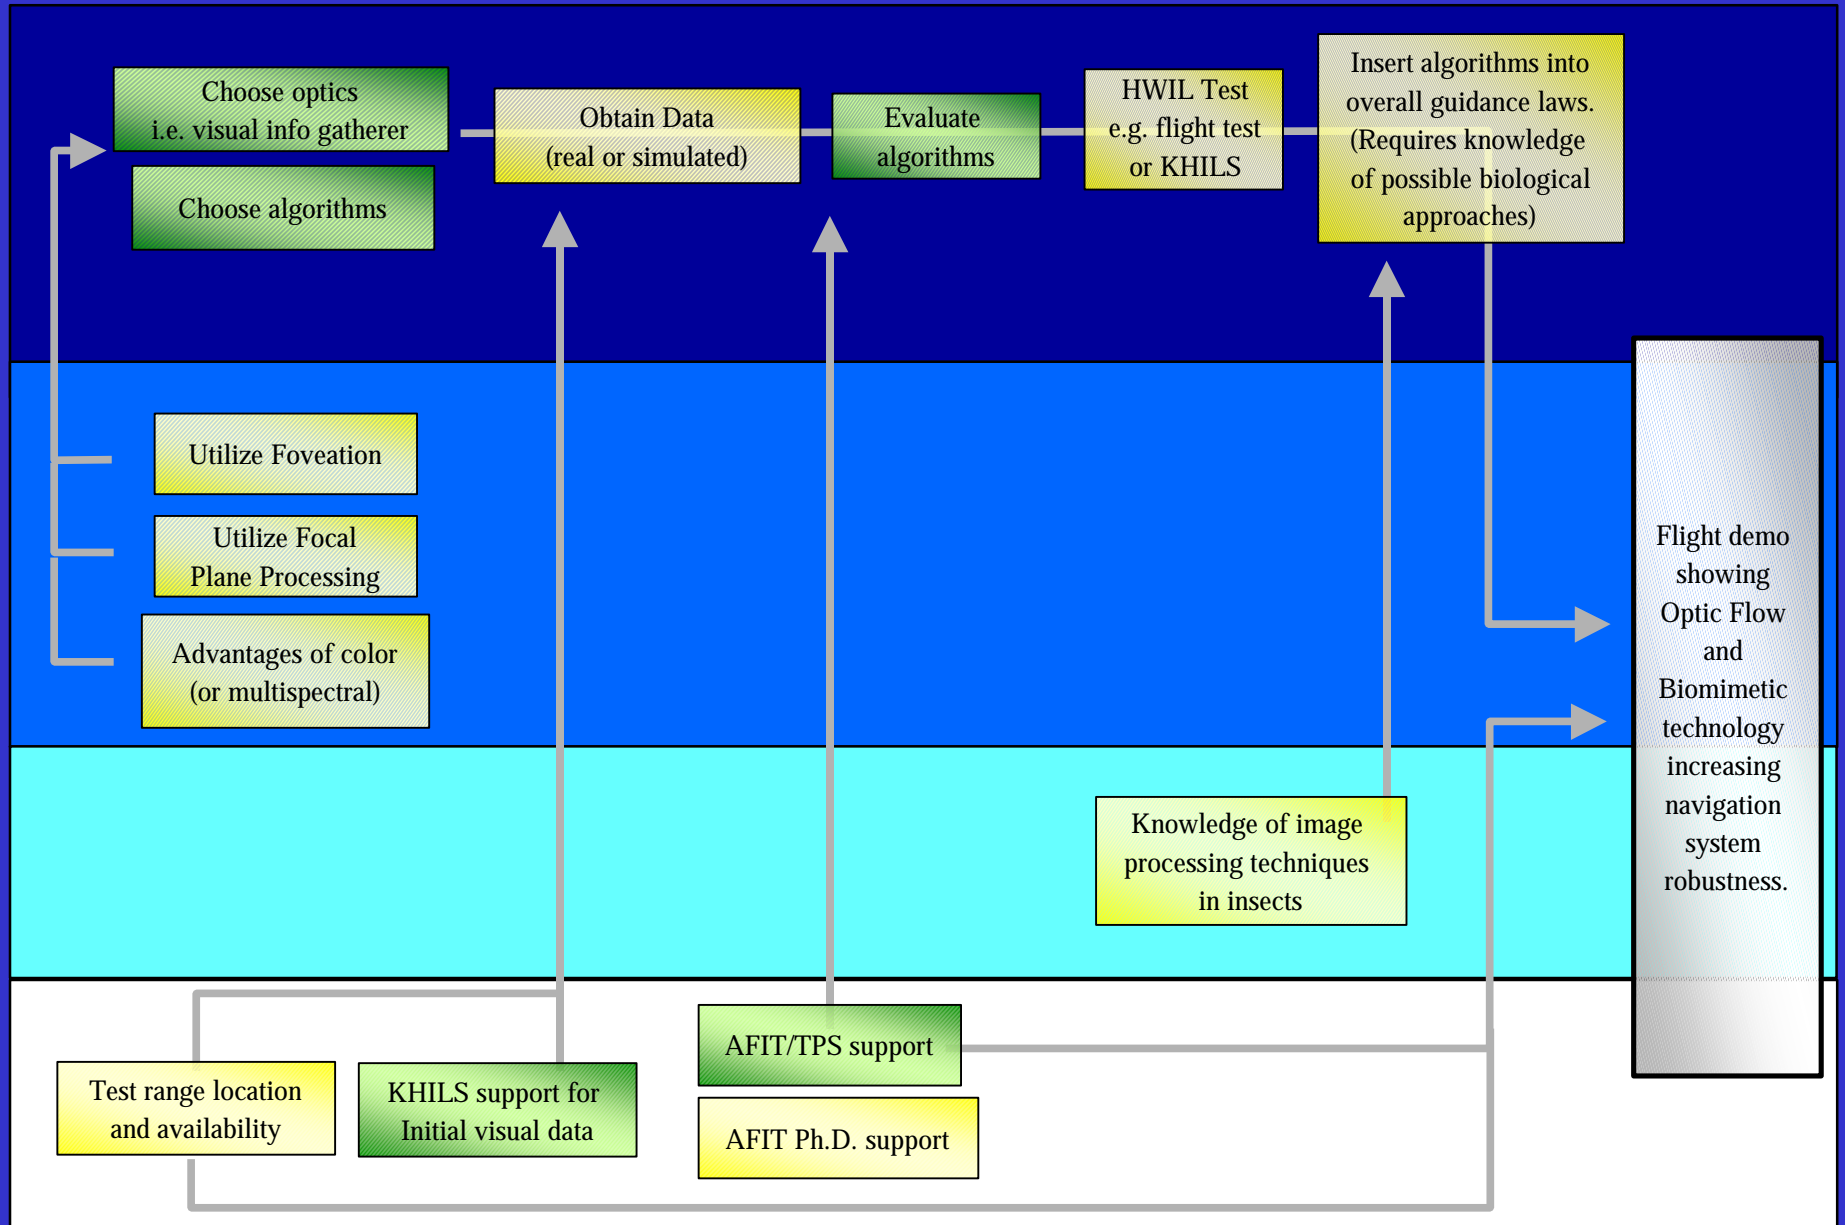 Choose optics
i.e. visual info gatherer
Choose algorithms
Obtain Data
(real or simulated)
Evaluate
algorithms
HWIL Test
e.g. flight test
or KHILS
Insert algorithms into
overall guidance laws.
(Requires knowledge
of possible biological
approaches)
Utilize Foveation
Utilize Focal
Plane Processing
Advantages of color
(or multispectral)
Knowledge of image
processing techniques
in insects
Flight demo
showing
Optic Flow
and
Biomimetic
technology
increasing
navigation
system
robustness.
Test range location
and availability
KHILS support for
Initial visual data
AFIT/TPS support
AFIT Ph.D. support